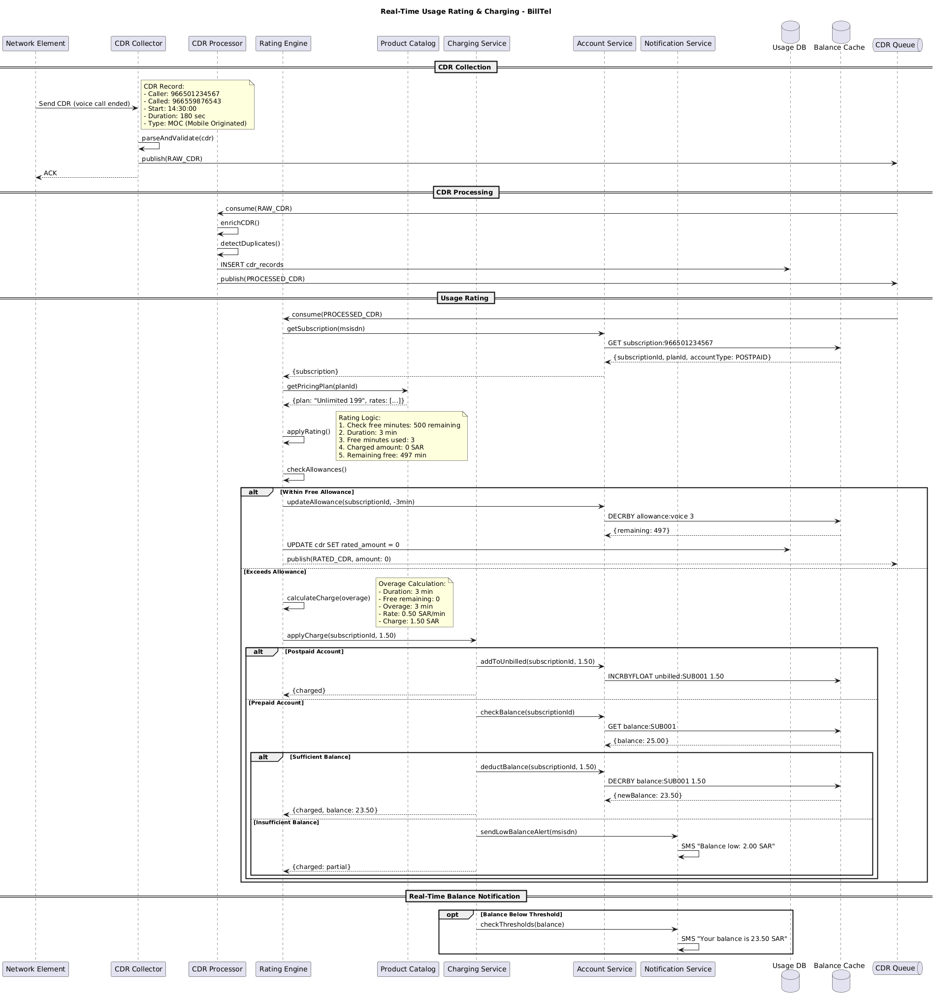 Real-Time Usage Rating & Charging - BillTel
Network Element
CDR Collector
CDR Processor
Rating Engine
Product Catalog
Charging Service
Account Service
Notification Service
Usage DB
Balance Cache
CDR Queue
CDR Collection
Send CDR (voice call ended)
CDR Record:
- Caller: 966501234567
- Called: 966559876543
- Start: 14:30:00
- Duration: 180 sec
- Type: MOC (Mobile Originated)
parseAndValidate(cdr)
publish(RAW_CDR)
ACK
CDR Processing
consume(RAW_CDR)
enrichCDR()
detectDuplicates()
INSERT cdr_records
publish(PROCESSED_CDR)
Usage Rating
consume(PROCESSED_CDR)
getSubscription(msisdn)
GET subscription:966501234567
{subscriptionId, planId, accountType: POSTPAID}
{subscription}
getPricingPlan(planId)
{plan: "Unlimited 199", rates: [...]}
applyRating()
Rating Logic:
1. Check free minutes: 500 remaining
2. Duration: 3 min
3. Free minutes used: 3
4. Charged amount: 0 SAR
5. Remaining free: 497 min
checkAllowances()
alt [Within Free Allowance]
updateAllowance(subscriptionId, -3min)
DECRBY allowance:voice 3
{remaining: 497}
UPDATE cdr SET rated_amount = 0
publish(RATED_CDR, amount: 0)
[Exceeds Allowance]
calculateCharge(overage)
Overage Calculation:
- Duration: 3 min
- Free remaining: 0
- Overage: 3 min
- Rate: 0.50 SAR/min
- Charge: 1.50 SAR
applyCharge(subscriptionId, 1.50)
alt [Postpaid Account]
addToUnbilled(subscriptionId, 1.50)
INCRBYFLOAT unbilled:SUB001 1.50
{charged}
[Prepaid Account]
checkBalance(subscriptionId)
GET balance:SUB001
{balance: 25.00}
alt [Sufficient Balance]
deductBalance(subscriptionId, 1.50)
DECRBY balance:SUB001 1.50
{newBalance: 23.50}
{charged, balance: 23.50}
[Insufficient Balance]
sendLowBalanceAlert(msisdn)
SMS "Balance low: 2.00 SAR"
{charged: partial}
Real-Time Balance Notification
opt [Balance Below Threshold]
checkThresholds(balance)
SMS "Your balance is 23.50 SAR"
Network Element
CDR Collector
CDR Processor
Rating Engine
Product Catalog
Charging Service
Account Service
Notification Service
Usage DB
Balance Cache
CDR Queue